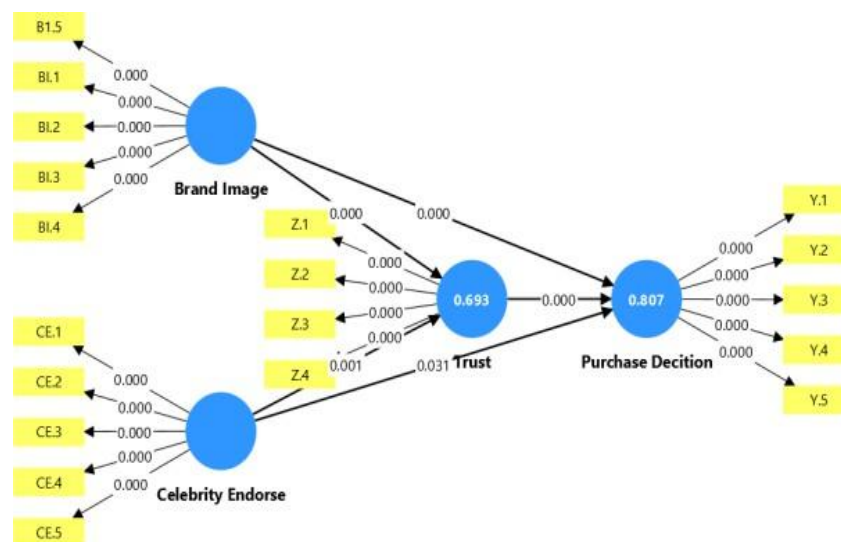 B1.5
BI.1
BI.2
BI.3
BI.4
0.000
0.000
0.000
0.000
0.000
Brand Image
0.000
0.000
Z.1
Z.2
Z.3
Z.4
0.000
0.000
0.000
0.000
0.693
Trust
0.000
0.807
Purchase Decition
0.001
0.031
Y.1
Y.2
Y.3
Y.4
Y.5
0.000
0.000
0.000
0.000
0.000
CE.1
CE.2
CE.3
CE.4
CE.5
0.000
0.000
0.000
0.000
0.000
Celebrity Endorse